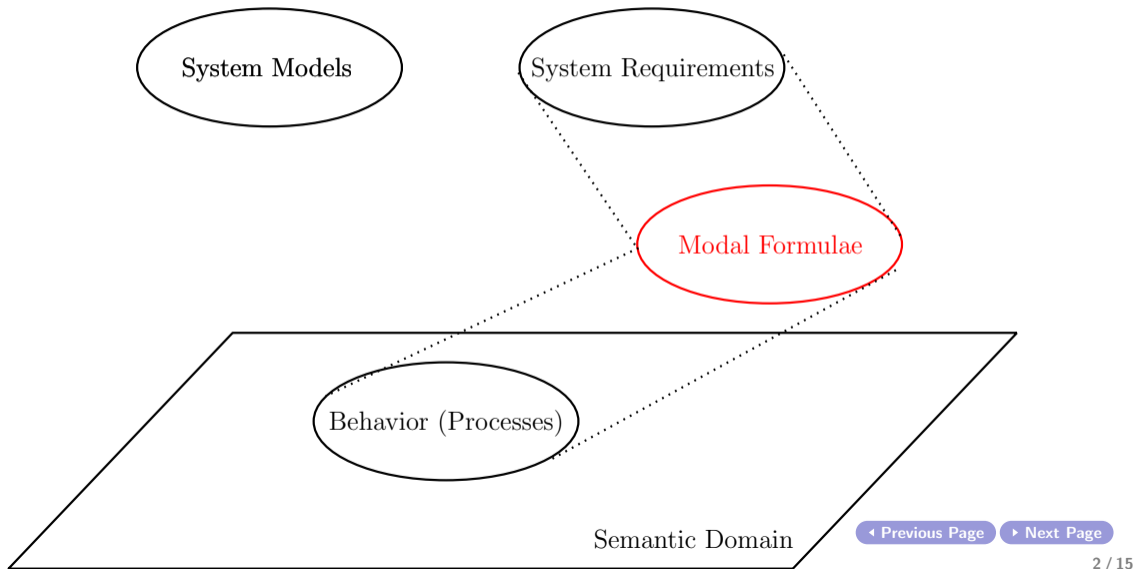 System Models
System Requirements
Modal Formulae
Behavior (Processes)
Semantic Domain
Previous Page
Next Page
2 / 15